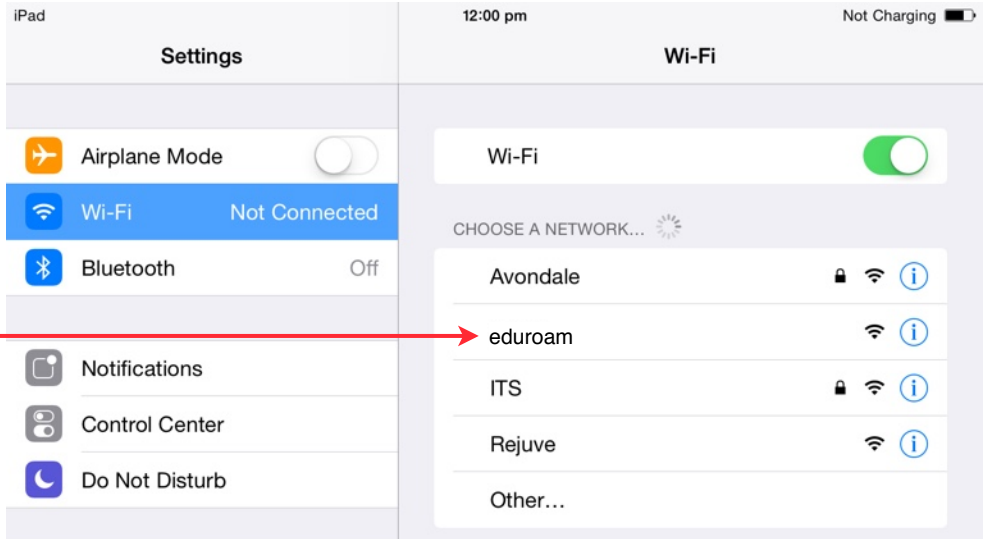 iPad 12:00 pm Not Charging
Settings
Airplane Mode
Wi-Fi Not Connected
Bluetooth Off
Notifications
Control Center
Do Not Disturb
Wi-Fi
Wi-Fi
CHOOSE A NETWORK...
Avondale
eduroam
ITS
Rejuve
Other...